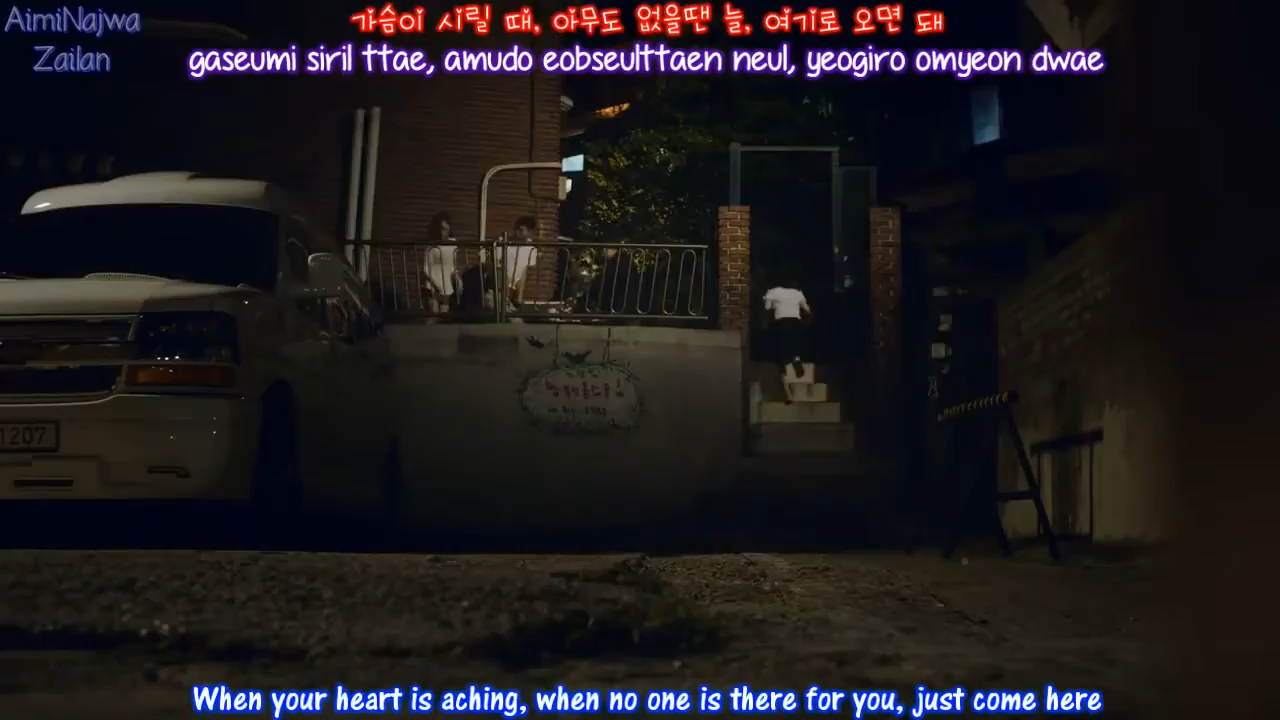 AimiNajwa
Zailan
가슴이 시릴 때, 아무도 없을땐 늘, 여기로 오면 돼
gaseumi siril ttae, amudo eobseulttaen neul, yeogiro omyeon dwae
1207
When your heart is aching, when no one is there for you, just come here